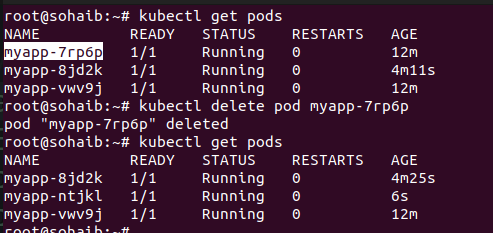 root@sohaib:~# kubectl get pods
NAME READY STATUS RESTARTS AGE
myapp-7rp6p 1/1 Running 0 12m
myapp-8jd2k 1/1 Running 0 4m11s
myapp-vwv9j 1/1 Running 0 12m
root@sohaib:~# kubectl delete pod myapp-7rp6p
pod "myapp-7rp6p" deleted
root@sohaib:~# kubectl get pods
NAME READY STATUS RESTARTS AGE
myapp-8jd2k 1/1 Running 0 4m25s
myapp-ntjkl 1/1 Running 0 6s
myapp-vwv9j 1/1 Running 0 12m
root@sohaib:~#